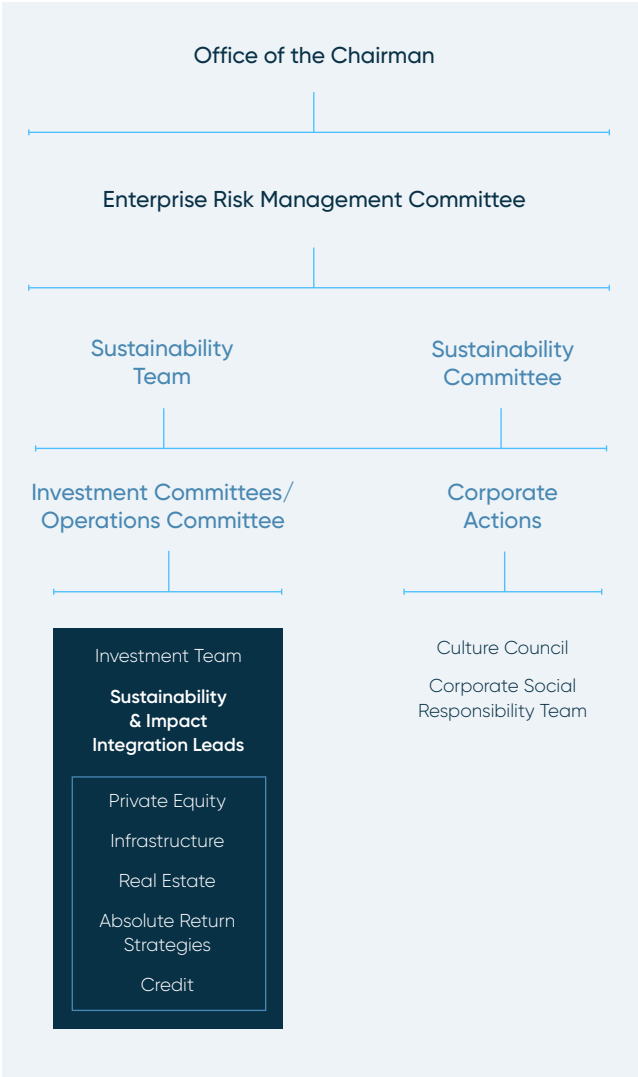 Office of the Chairman
Enterprise Risk Management Committee
Sustainability
Team
Sustainability
Committee
Investment Committees/
Operations Committee
Corporate
Actions
Investment Team
Sustainability
& Impact
Integration Leads
Private Equity
Infrastructure
Real Estate
Absolute Return
Strategies
Credit
Culture Council
Corporate Social
Responsibility Team